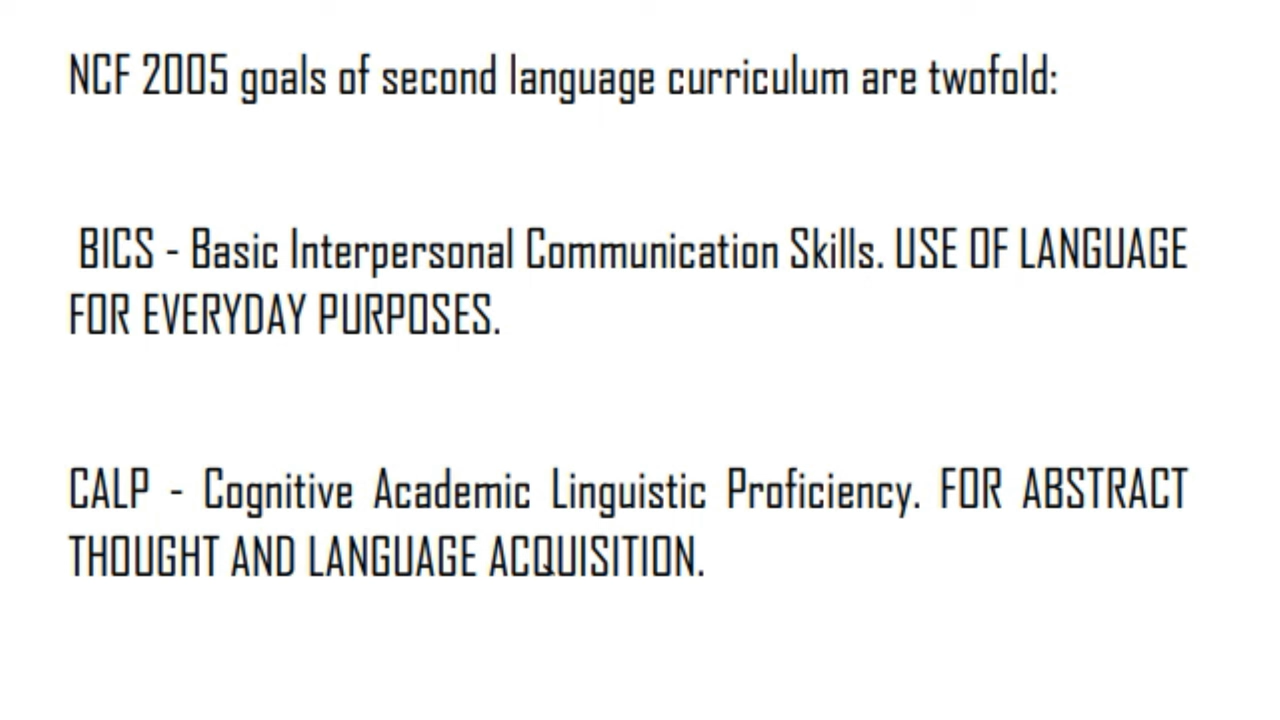 NCF 2005 goals of second language curriculum are twofold:
BICS - Basic Interpersonal Communication Skills. USE OF LANGUAGE
FOR EVERYDAY PURPOSES.
CALP - Cognitive Academic Linguistic Proficiency. FOR ABSTRACT
THOUGHT AND LANGUAGE ACQUISITION.